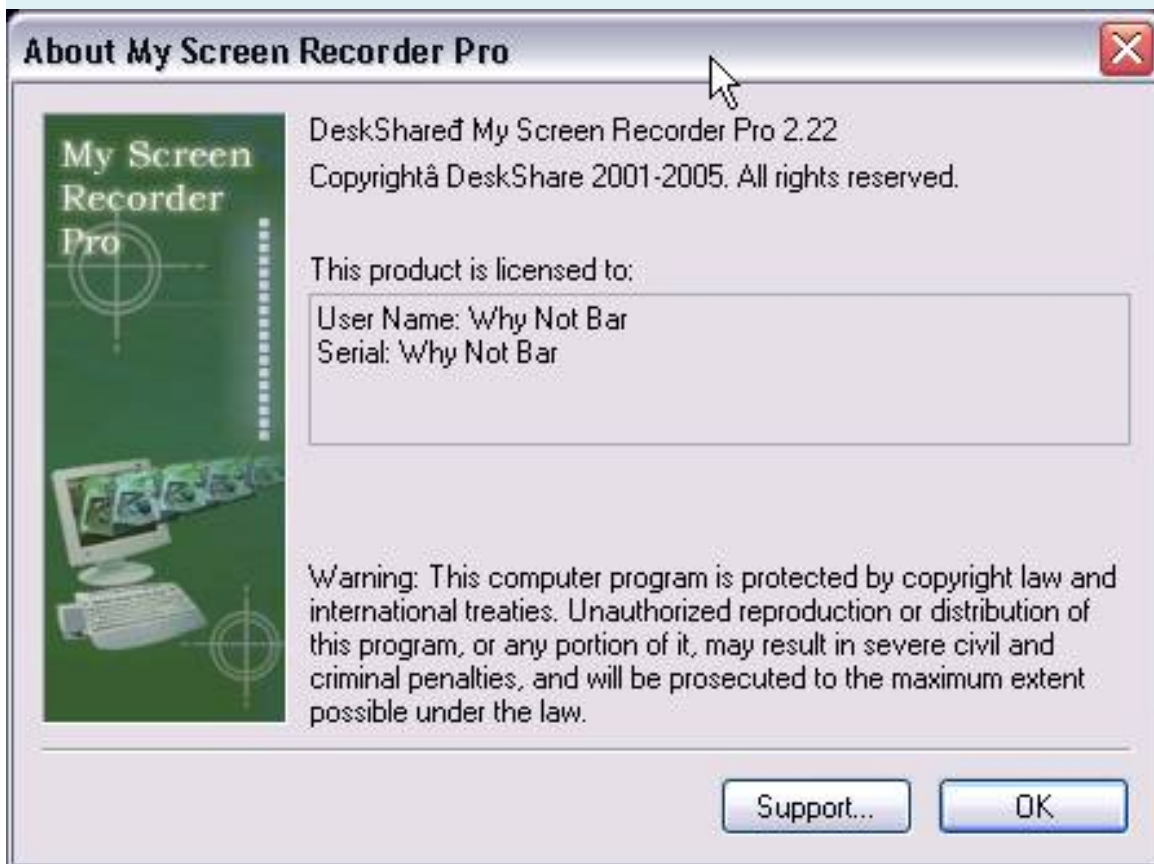 About My Screen Recorder Pro
My Screen
Recorder
Pro
DeskShaređ My Screen Recorder Pro 2.22
Copyrightâ DeskShare 2001-2005. All rights reserved.
This product is licensed to:
User Name: Why Not Bar
Serial: Why Not Bar
Warning: This computer program is protected by copyright law and
international treaties. Unauthorized reproduction or distribution of
this program, or any portion of it, may result in severe civil and
criminal penalties, and will be prosecuted to the maximum extent
possible under the law.
Support...
OK